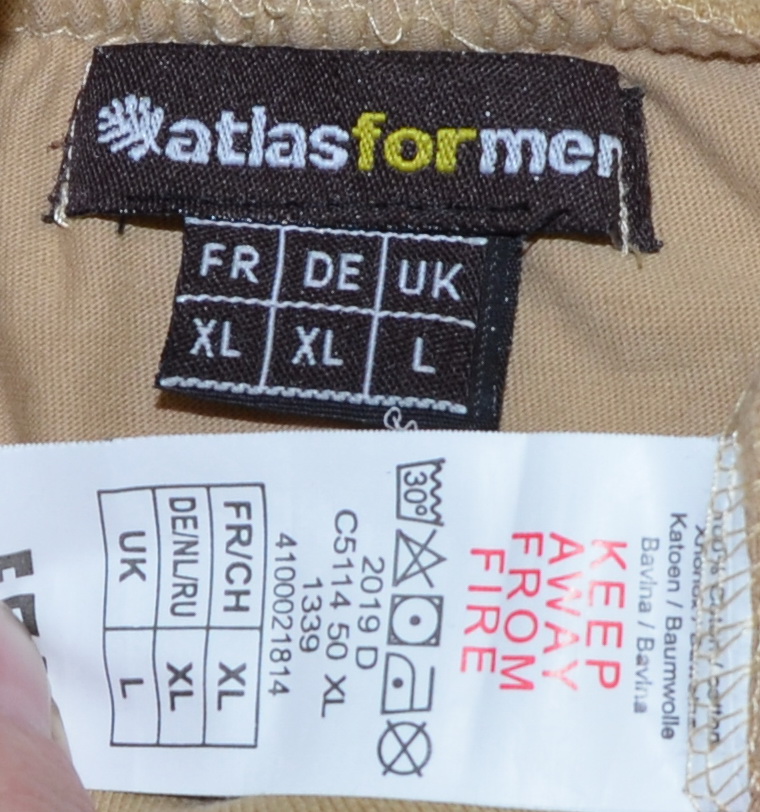 atlasformen
FR DE UK
XL XL L
Katoen / Baumwolle
Bavlna / Bavlna
KEEP
AWAY
FROM
FIRE
30°
2019 D
C5114 50 XL
1339
4100021814
FR/CH XL
DE/NL/RU XL
UK L